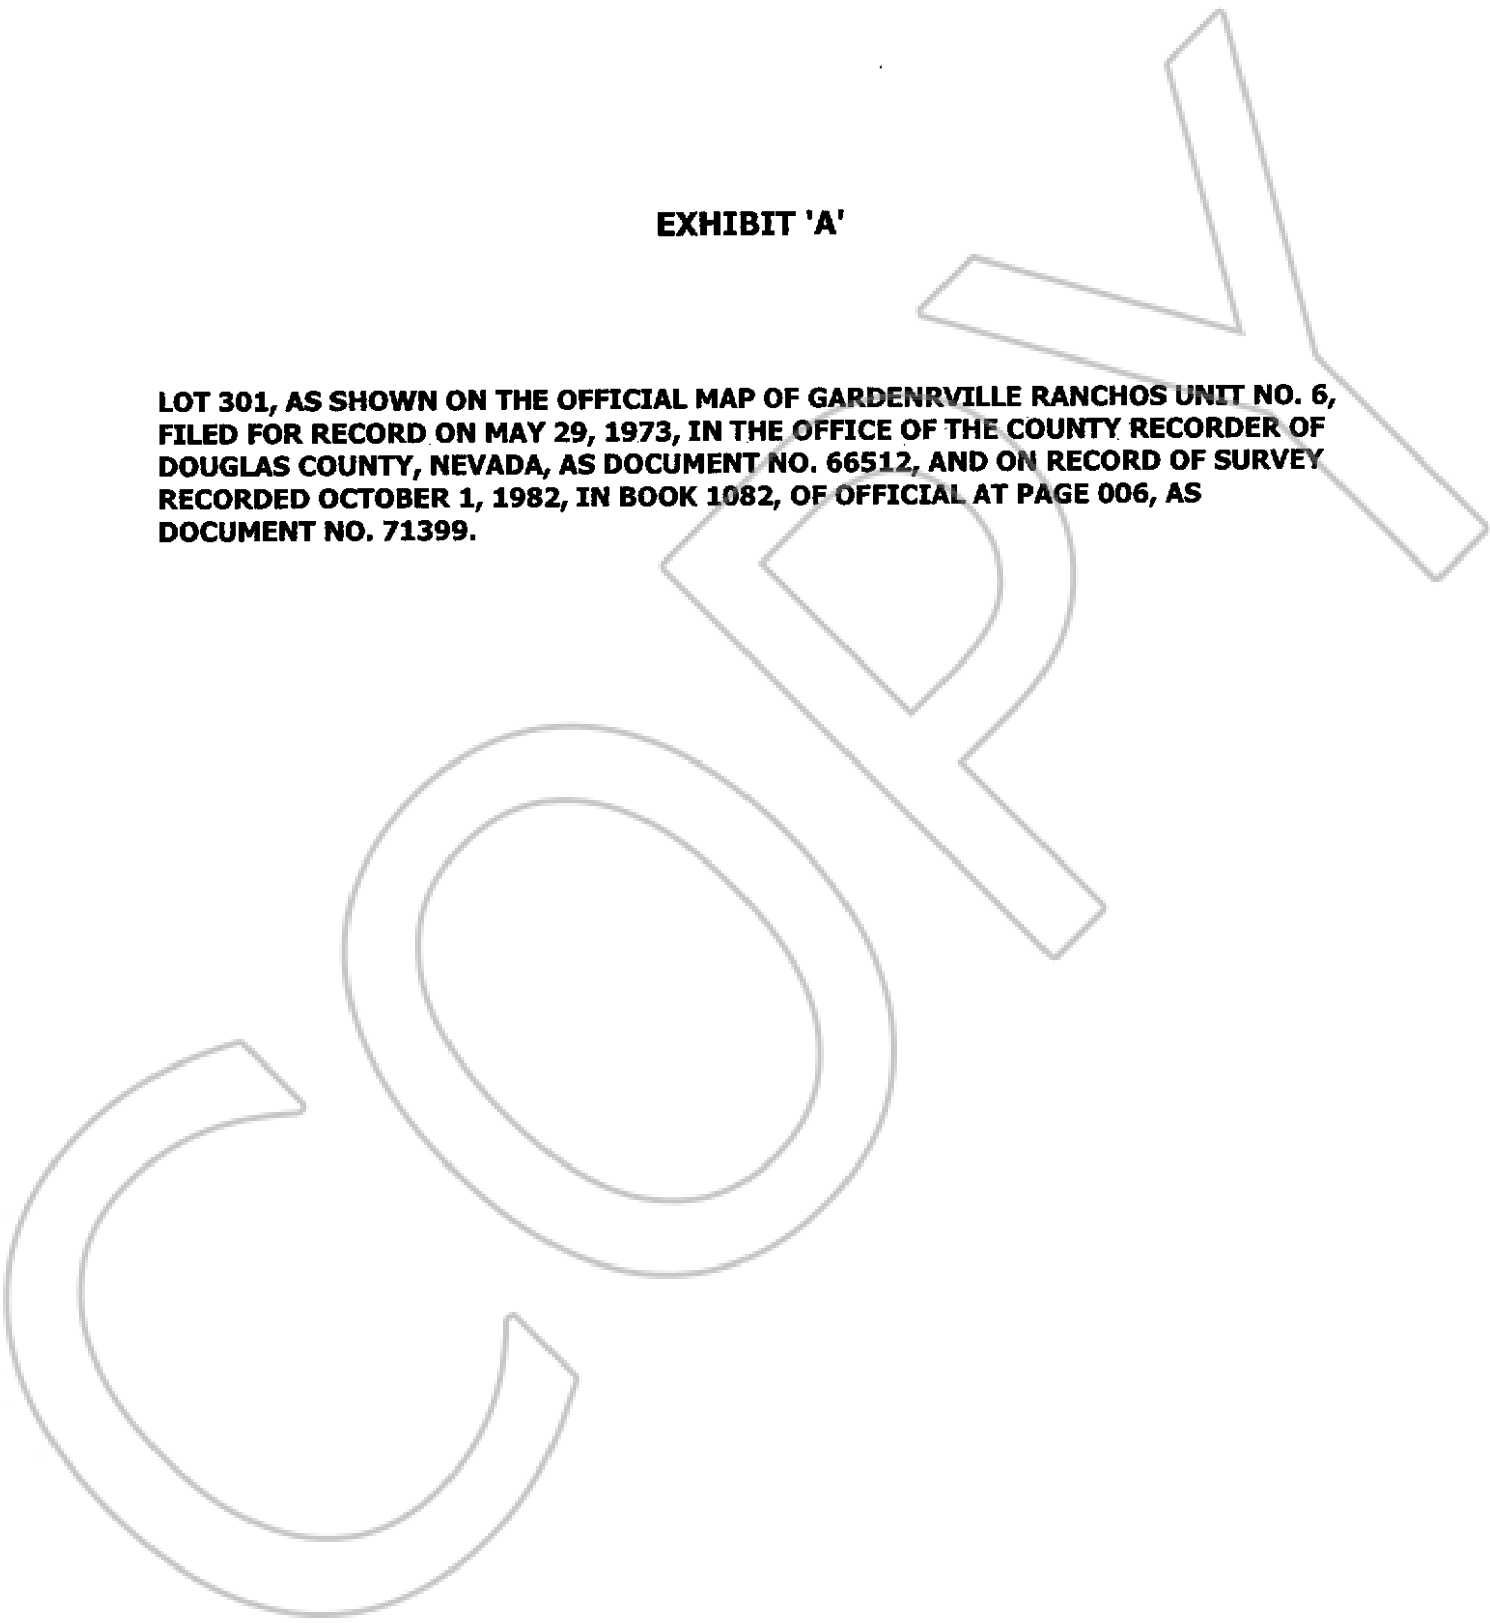 EXHIBIT 'A'
LOT 301, AS SHOWN ON THE OFFICIAL MAP OF GARDENRVILLE RANCHOS UNIT NO. 6,
FILED FOR RECORD ON MAY 29, 1973, IN THE OFFICE OF THE COUNTY RECORDER OF
DOUGLAS COUNTY, NEVADA, AS DOCUMENT NO. 66512, AND ON RECORD OF SURVEY
RECORDED OCTOBER 1, 1982, IN BOOK 1082, OF OFFICIAL AT PAGE 006, AS
DOCUMENT NO. 71399.
COPY